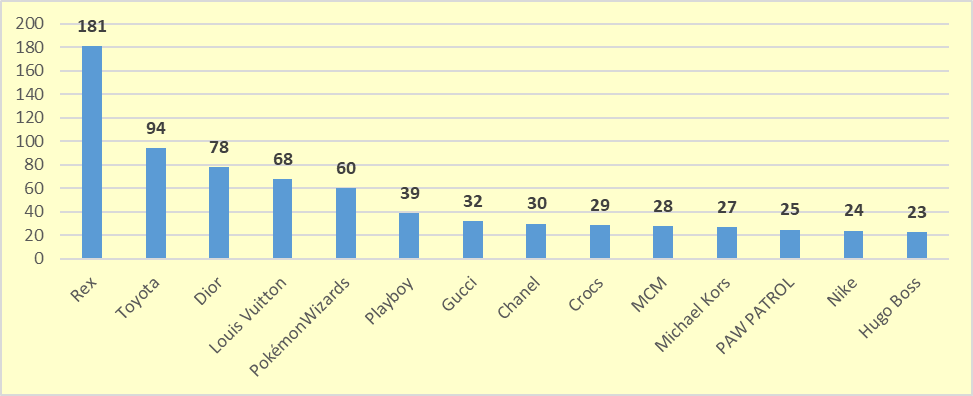 200
180
160
140
120
100
80
60
40
20
0
181
94
78
68
60
39
32
30
29
28
27
25
24
23
Rex
Toyota
Dior
Louis Vuitton
PokémonWizards
Playboy
Gucci
Chanel
Crocs
MCM
Michael Kors
PAW PATROL
Nike
Hugo Boss